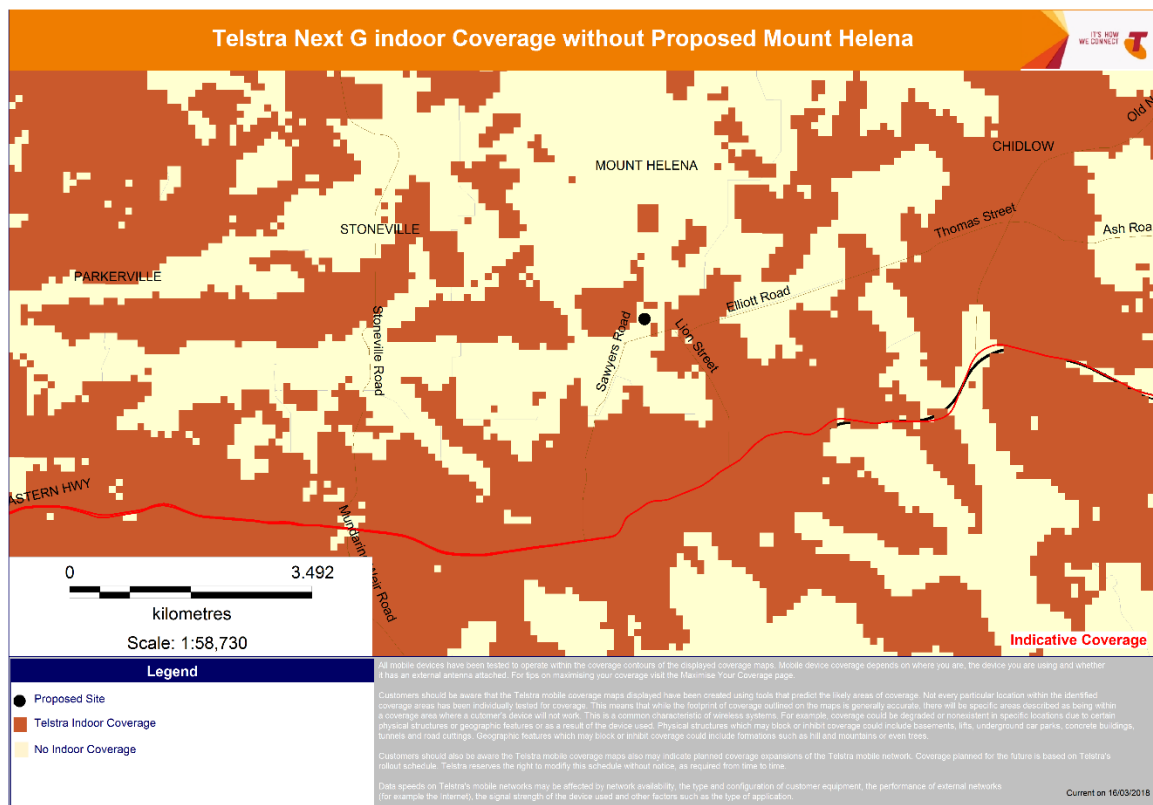 Telstra Next G indoor Coverage without Proposed Mount Helena
IT'S HOW
WE CONNECT
Old
CHIDLOW
MOUNT HELENA
Thomas Street
STONEVILLE
Ash Roa
PARKERVILLE
Elliott Road
Stoneville Road
Sawyers Road
Lion Street
ASTERN HWY
Mundaring Weir Road
0 3.492
kilometres
Scale: 1:58,730
Indicative Coverage
Legend
Proposed Site
Telstra Indoor Coverage
No Indoor Coverage
All mobile devices have been tested to operate within the coverage contours of the displayed coverage maps. Mobile device coverage depends on where you are, the device you are using and whether
it has an external antenna attached. For tips on maximising your coverage visit the Maximise Your Coverage page.
Customers should be aware that the Telstra mobile coverage maps displayed have been created using tools that predict the likely areas of coverage. Not every particular location within the identified
coverage areas has been individually tested for coverage. This means that while the footprint of coverage outlined on the maps is generally accurate, there will be specific areas described as being within
a coverage area where a cutomer's device will not work. This is a common characteristic of wireless systems. For example, coverage could be degraded or nonexistent in specific locations due to certain
physical structures or geographic features or as a result of the device used. Physical structures which may block or inhibit coverage could include basements, lifts, underground car parks, concrete buildings,
tunnels and road cuttings. Geographic features which may block or inhibit coverage could include formations such as hill and mountains or even trees.
Customers should also be aware the Telstra mobile coverage maps also may indicate planned coverage expansions of the Telstra mobile network. Coverage planned for the future is based on Telstra's
rollout schedule. Telstra reserves the right to modify this schedule without notice, as required from time to time.
Data speeds on Telstra's mobile networks may be affected by network availability, the type and configuration of customer equipment, the performance of external networks
(for example the Internet), the signal strength of the device used and other factors such as the type of application.
Current on 16/03/2018